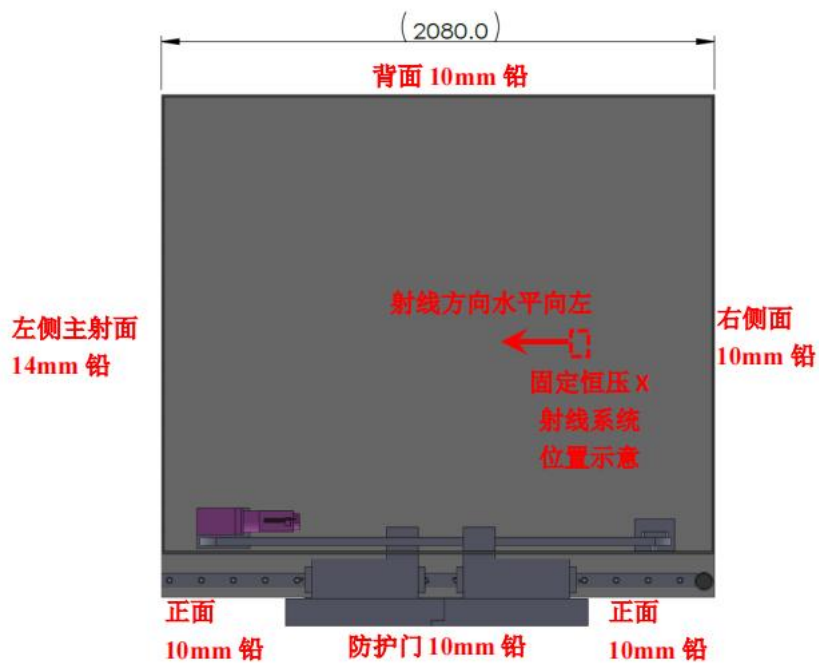 (2080.0)
背面 10mm 铅
射线方向水平向左
左侧主射面
14mm 铅
右侧面
10mm 铅
固定恒压 X
射线系统
位置示意
正面
10mm 铅
防护门 10mm 铅
正面
10mm 铅